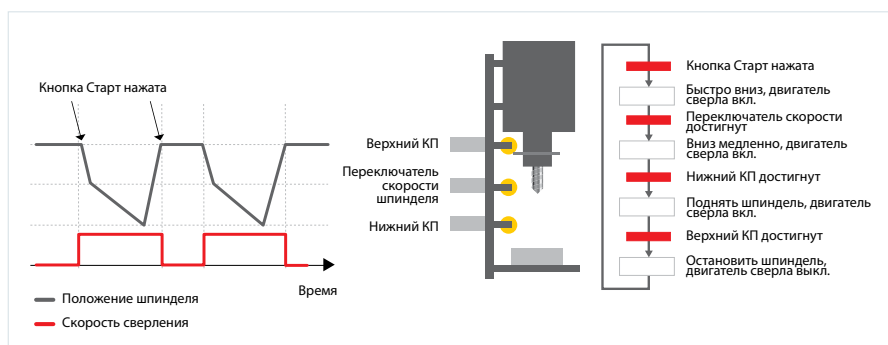 Кнопка Старт нажата
Время
Положение шпинделя
Скорость сверления
Верхний КП
Переключатель
скорости
шпинделя
Нижний КП
Кнопка Старт нажата
Быстро вниз, двигатель
сверла вкл.
Переключатель скорости
достигнут
Вниз медленно, двигатель
сверла вкл.
Нижний КП достигнут
Поднять шпиндель, двигатель
сверла вкл.
Верхний КП достигнут
Остановить шпиндель,
двигатель сверла выкл.